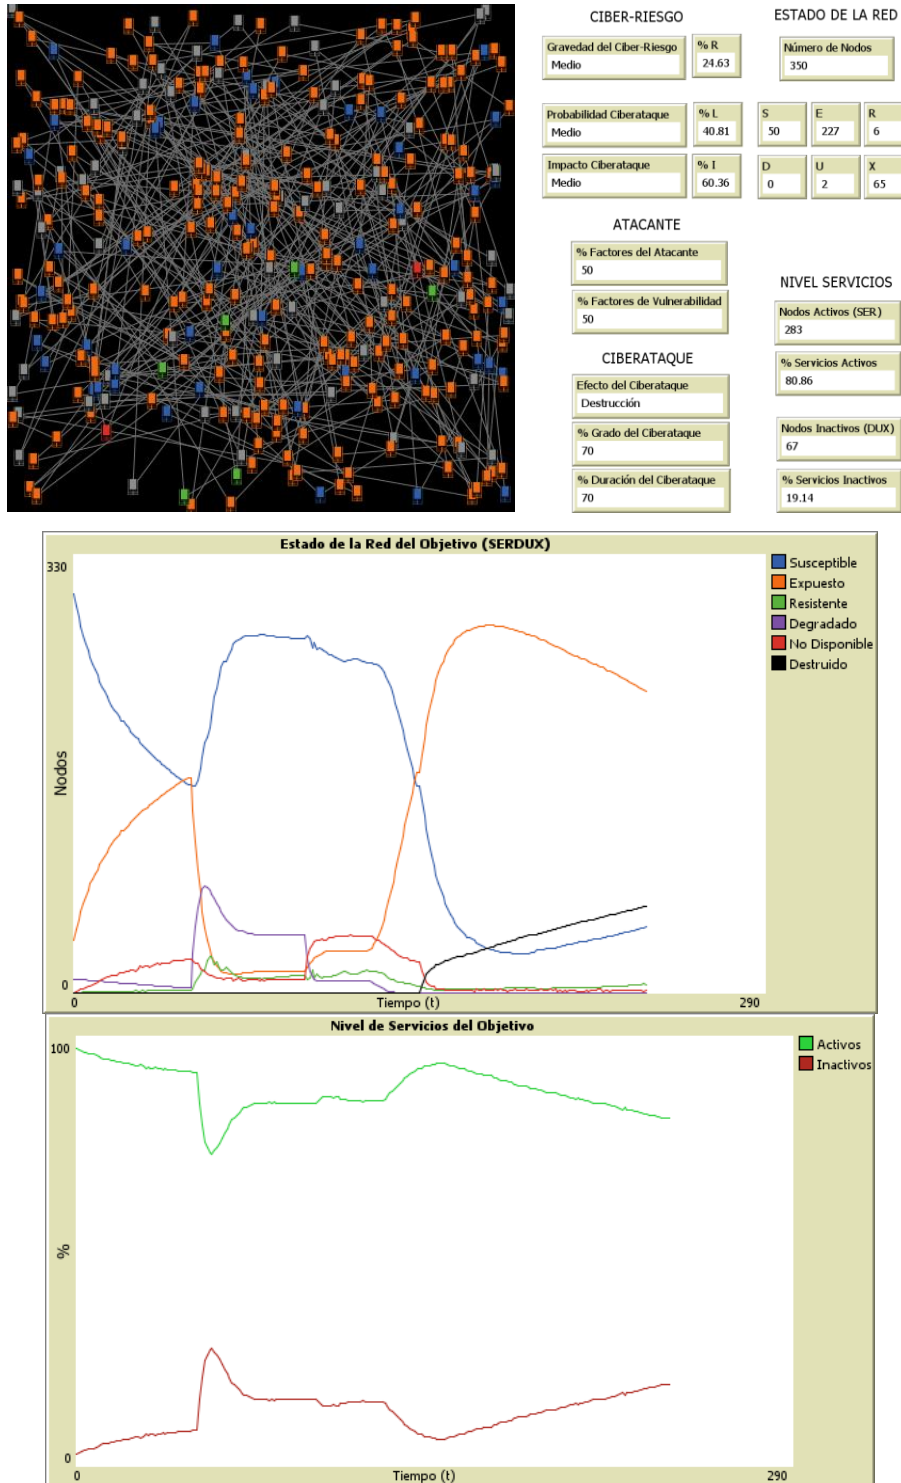 CIBER-RIESGO
ESTADO DE LA RED
Gravedad del Ciber-Riesgo
Medio
% R
24.63
Número de Nodos
350
Probabilidad Ciberataque
Medio
% L
40.81
S
50
E
227
R
6
Impacto Ciberataque
Medio
% I
60.36
D
0
U
2
X
65
ATACANTE
% Factores del Atacante
50
% Factores de Vulnerabilidad
50
NIVEL SERVICIOS
Nodos Activos (SER)
283
% Servicios Activos
80.86
CIBERATAQUE
Efecto del Ciberataque
Destrucción
% Grado del Ciberataque
70
% Duración del Ciberataque
70
Nodos Inactivos (DUX)
67
% Servicios Inactivos
19.14
Estado de la Red del Objetivo (SERDUX)
330
Nodos
0
0
Tiempo (t)
290
Susceptible
Expuesto
Resistente
Degradado
No Disponible
Destruido
Nivel de Servicios del Objetivo
100
%
0
0
Tiempo (t)
290
Activos
Inactivos